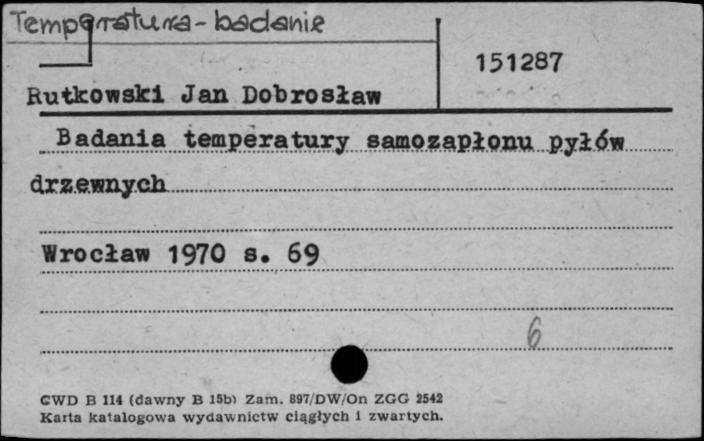 Temperatura - badanie
151287
Rutkowski Jan Dobrosław
Badania temperatury samozapłonu pyłów
drzewnych
Wrocław 1970 s. 69
6
CWD B 114 (dawny B 15b) Zam. 897/DW/On ZGG 2542
Karta katalogowa wydawnictw ciągłych i zwartych.